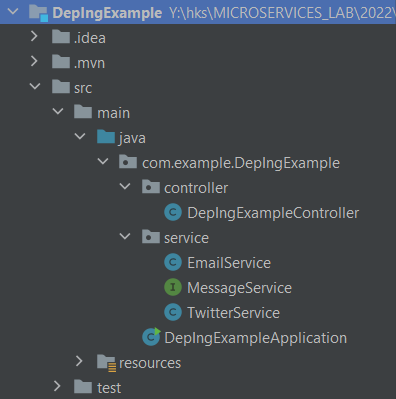 DepIngExample Y:\hks\MICROSERVICES_LAB\2022\
.idea
.mvn
src
main
java
com.example.DepIngExample
controller
C DepIngExampleController
service
C EmailService
I MessageService
C TwitterService
C DepIngExampleApplication
resources
test